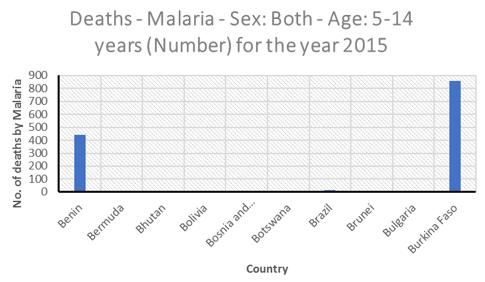 Deaths - Malaria - Sex: Both - Age: 5-14
years (Number) for the year 2015
No. of deaths by Malaria
900
800
700
600
500
400
300
200
100
0
Benin
Bermuda
Bhutan
Bolivia
Bosnia and...
Botswana
Brazil
Brunei
Bulgaria
Burkina Faso
Country